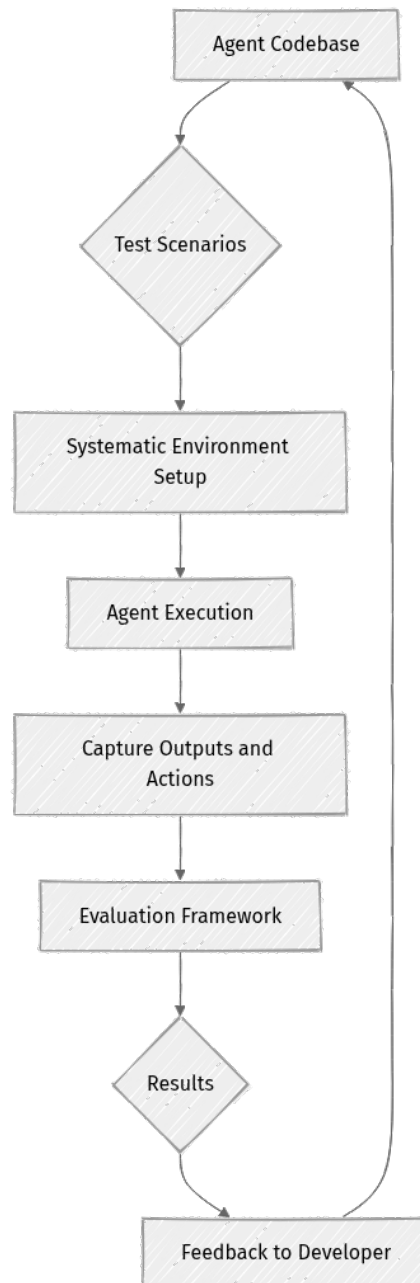 Agent Codebase
Test Scenarios
Systematic Environment
Setup
Agent Execution
Capture Outputs and
Actions
Evaluation Framework
Results
Feedback to Developer